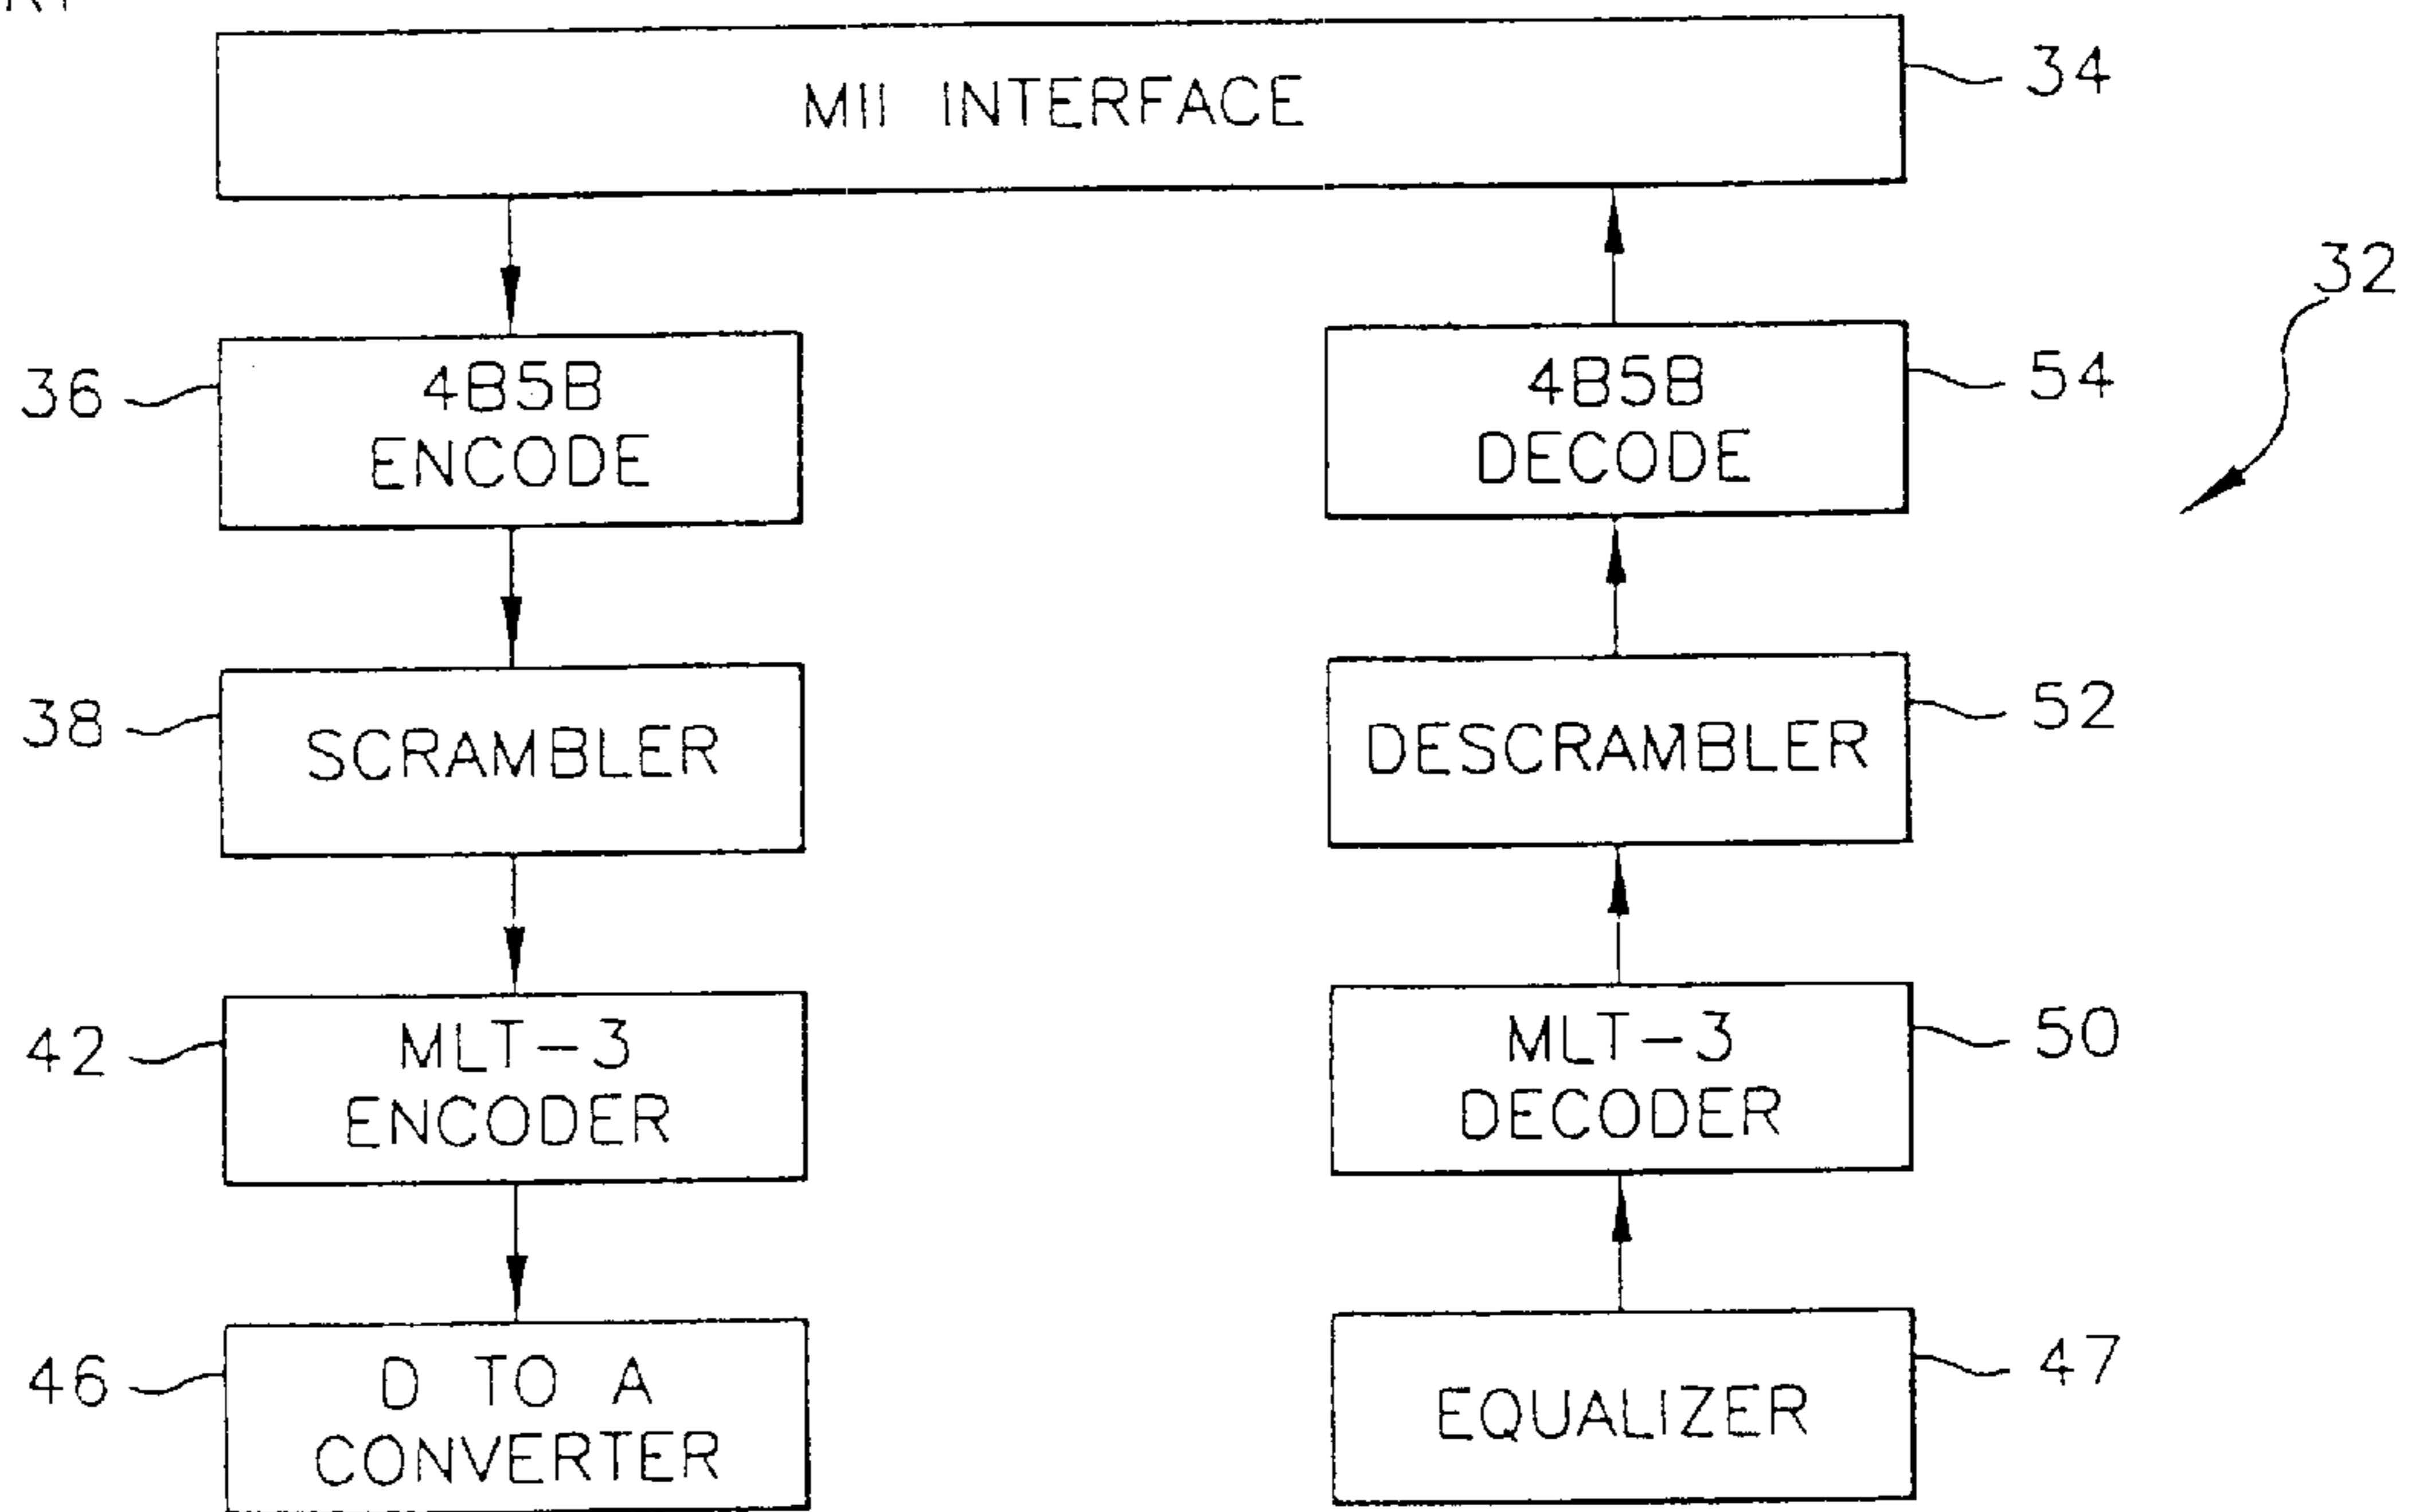 MII INTERFACE
34
32
36
4B5B
ENCODE
4B5B
DECODE
54
38
SCRAMBLER
DESCRAMBLER
52
42
MLT-3
ENCODER
MLT-3
DECODER
50
46
D TO A
CONVERTER
EQUALIZER
47